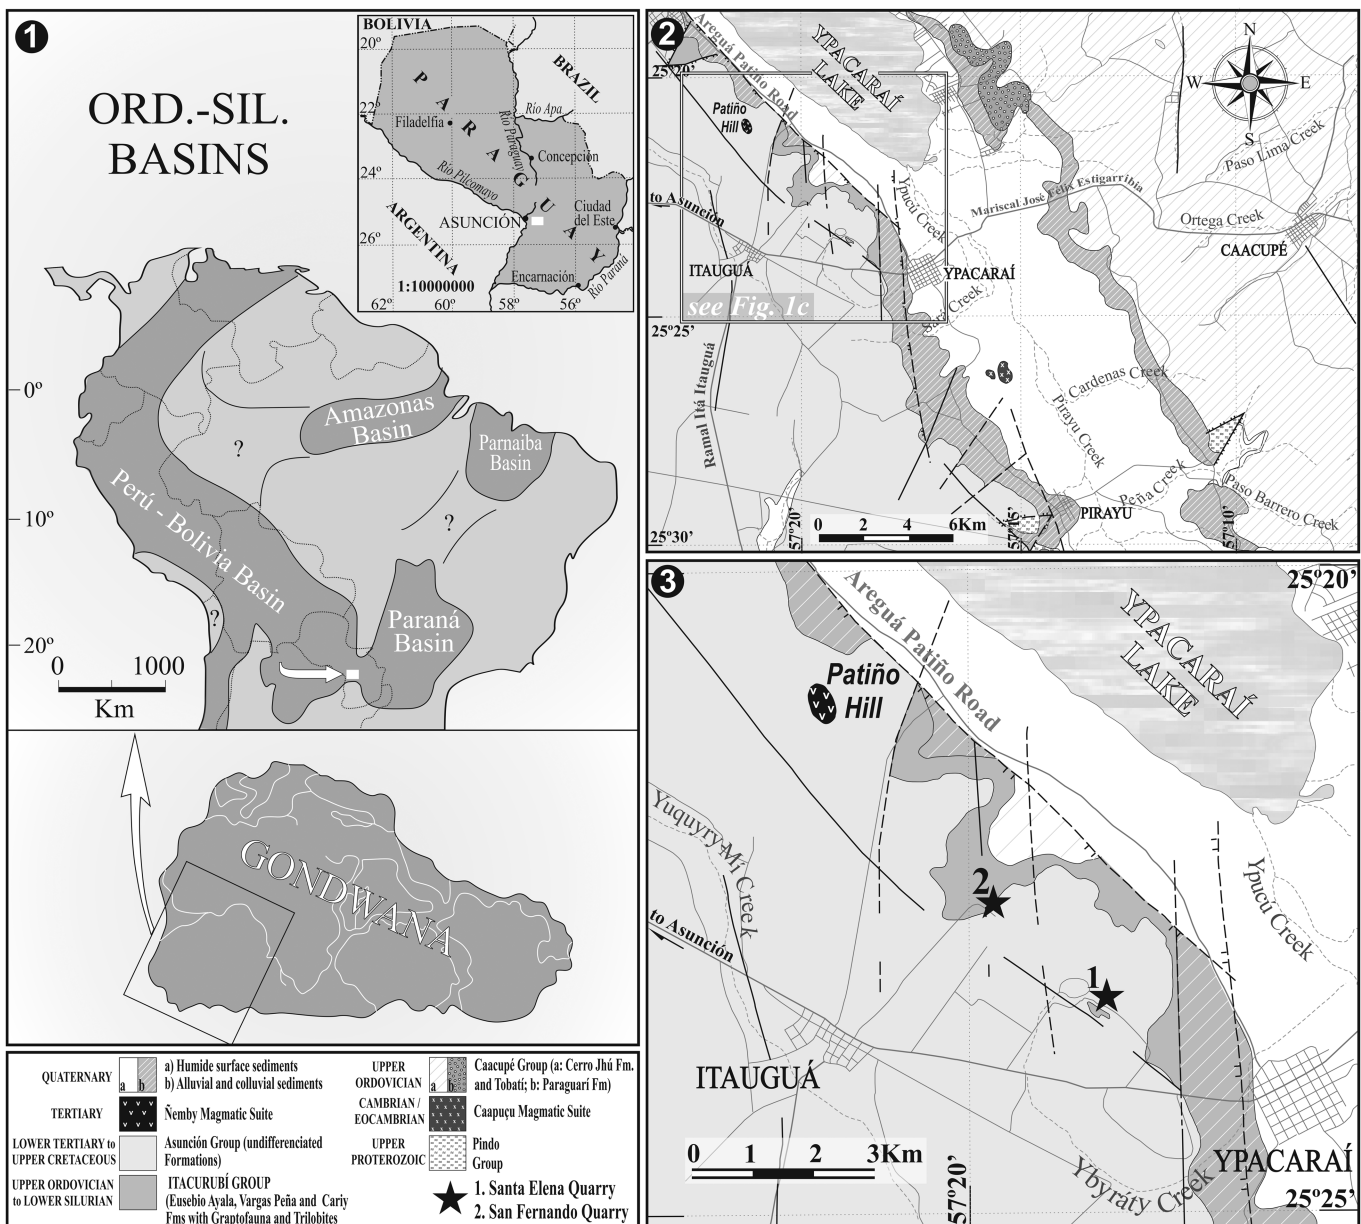 1
ORD.-SIL.
BASINS
BOLIVIA
20º
22º
24º
26º
62º
60º
58º
56º
BRAZIL
PARAGUAY
Río Apa
Río Paraguay
Filadelfía
Concepción
Río Pilcomayo
ASUNCIÓN
Ciudad
del Este
ARGENTINA
Encarnación
Río Paraná
1:10000000
0º
10º
20º
Amazonas
Basin
Parnaiba
Basin
?
?
?
Perú - Bolivia Basin
Paraná
Basin
0 1000
Km
GONDWANA
QUATERNARY
a b
a) Humide surface sediments
b) Alluvial and colluvial sediments
TERTIARY
Ñemby Magmatic Suite
LOWER TERTIARY to
UPPER CRETACEOUS
Asunción Group (undifferenciated
Formations)
UPPER ORDOVICIAN
to LOWER SILURIAN
ITACURUBÍ GROUP
(Eusebio Ayala, Vargas Peña and Cariy
Fms with Graptofauna and Trilobites
UPPER
ORDOVICIAN
a b
Caacupé Group (a: Cerro Jhú Fm.
and Tobatí; b: Paraguarí Fm)
CAMBRIAN /
EOCAMBRIAN
Caapuçu Magmatic Suite
UPPER
PROTEROZOIC
Pindo
Group
1. Santa Elena Quarry
2. San Fernando Quarry
2
25º20'
Areguá Patiño Road
YPACARAÍ
LAKE
N
W E
S
Patiño
Hill
Paso Lima Creek
Mariscal José Félix Estigarribia
to Asunción
Ypucú Creek
Ortega Creek
CAACUPÉ
ITAUGUÁ
YPACARAÍ
see Fig. 1c
Sara Creek
25º25'
Ramal Itá Itauguá
Cardenas Creek
Pirayu Creek
Peña Creek
Paso Barrero Creek
PIRAYU
0 2 4 6Km
25º30'
57º20'
57º15'
57º10'
3
25º20'
Areguá Patiño Road
YPACARAÍ
LAKE
Patiño
Hill
Yuquyry-Mí Creek
Ypucú Creek
2
to Asunción
1
ITAUGUÁ
0 1 2 3Km
Ybyraty Creek
YPACARAÍ
25º25'
57º20'